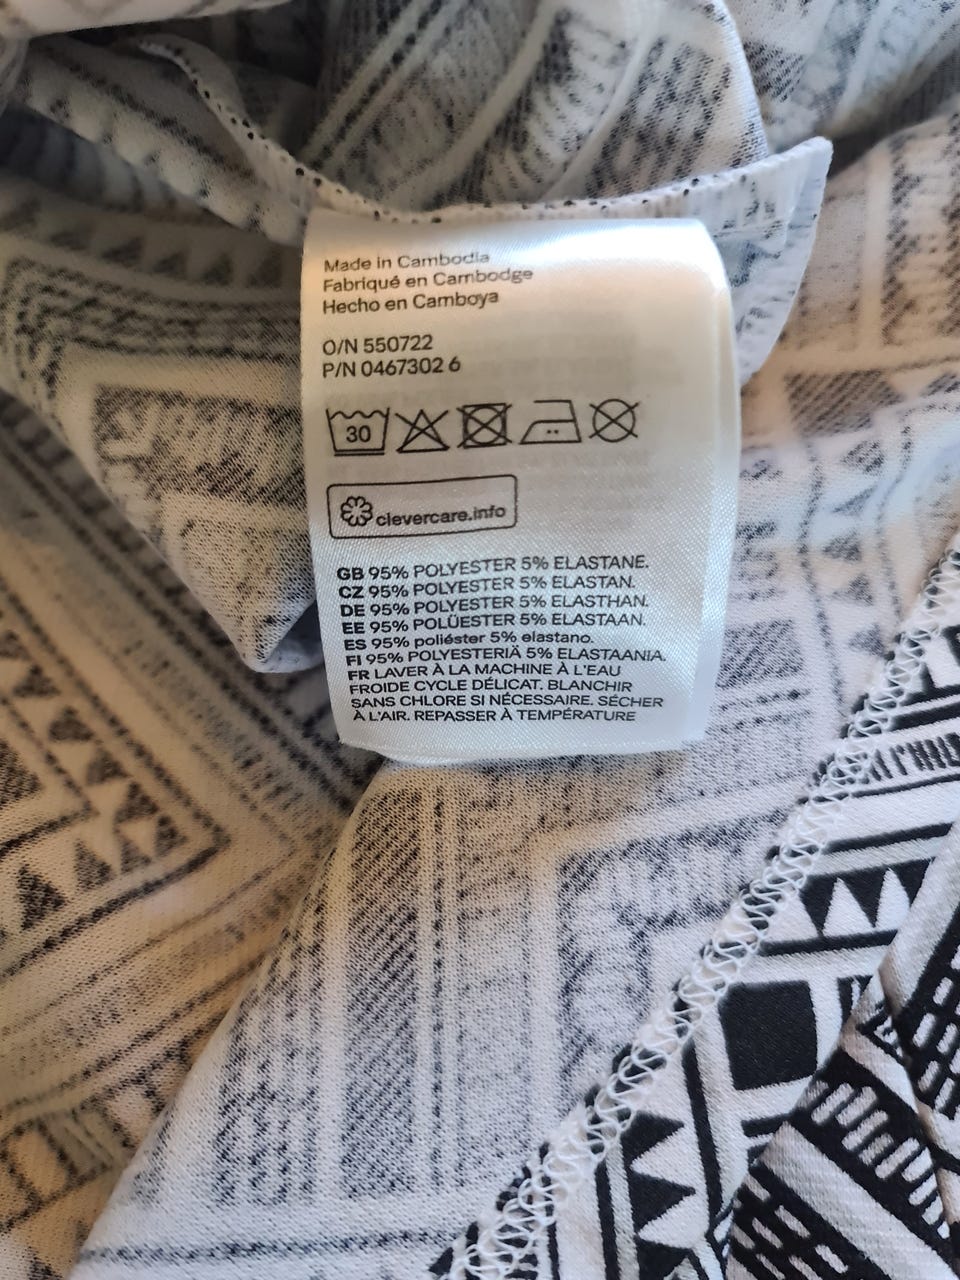 Made in Cambodia
Fabriqué en Cambodge
Hecho en Camboya
O/N 550722
P/N 0467302 6
30
clevercare.info
GB 95% POLYESTER 5% ELASTANE.
CZ 95% POLYESTER 5% ELASTAN.
DE 95% POLYESTER 5% ELASTHAN.
EE 95% POLÜESTER 5% ELASTAAN.
ES 95% poliéster 5% elastano.
FI 95% POLYESTERIÄ 5% ELASTAANIA.
FR LAVER À LA MACHINE À L'EAU
FROIDE CYCLE DÉLICAT. BLANCHIR
SANS CHLORE SI NÉCESSAIRE. SÉCHER
À L'AIR. REPASSER À TEMPÉRATURE